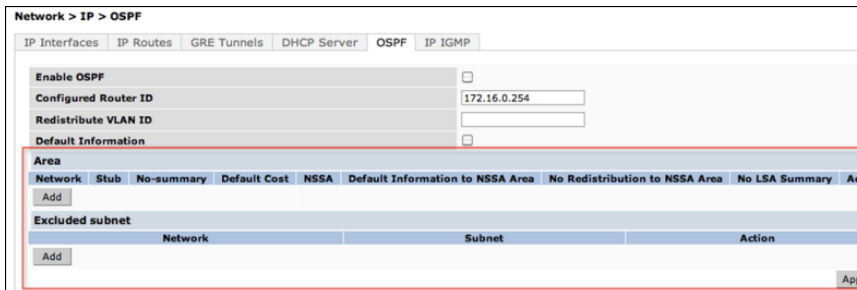 Network > IP > OSPF
IP Interfaces IP Routes GRE Tunnels DHCP Server OSPF IP IGMP
Enable OSPF
Configured Router ID 172.16.0.254
Redistribute VLAN ID
Default Information
Area
Network Stub No-summary Default Cost NSSA Default Information to NSSA Area No Redistribution to NSSA Area No LSA Summary
Add
Excluded subnet
Network Subnet Action
Add